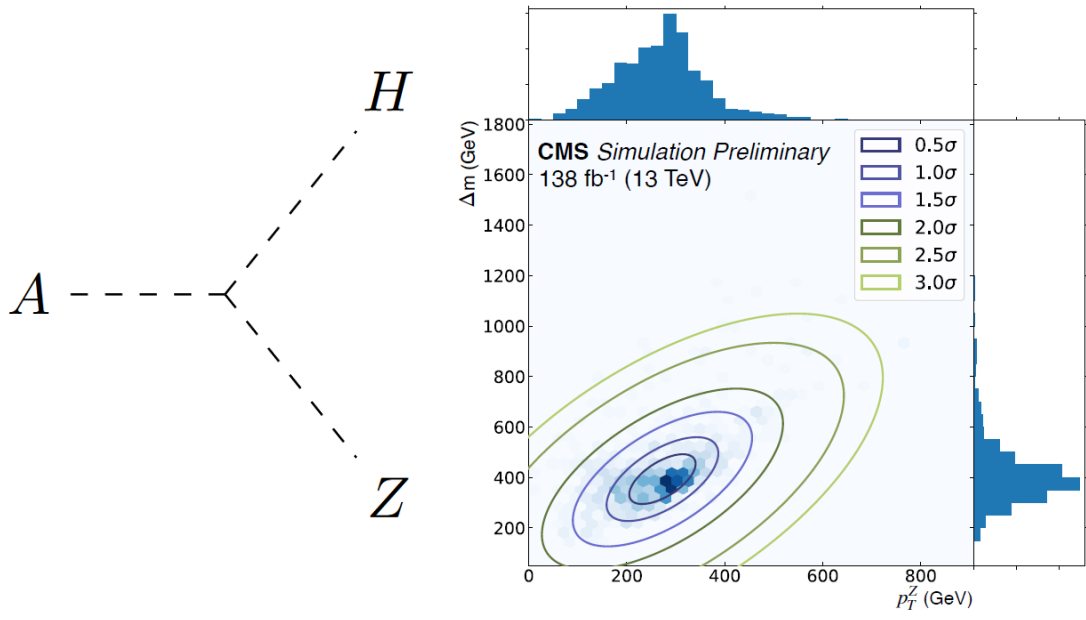 A
H
Z
CMS Simulation Preliminary
138 fb⁻¹ (13 TeV)
0.5σ
1.0σ
1.5σ
2.0σ
2.5σ
3.0σ
Δm (GeV)
1800
1600
1400
1200
1000
800
600
400
200
0 200 400 600 800
p_T^Z (GeV)